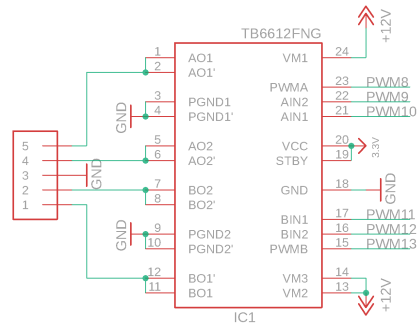 TB6612FNG
+12V
1 AO1 VM1 24
2 AO1'
PWMA 23 PWM8
3 PGND1 AIN2 22 PWM9
4 PGND1' AIN1 21 PWM10
GND
5 AO2 VCC 20 3.3V
6 AO2' STBY 19
7 BO2 GND 18 GND
8 BO2'
9 PGND2 BIN1 17 PWM11
10 PGND2' BIN2 16 PWM12
PWMB 15 PWM13
GND
12 BO1' VM3 14
11 BO1 VM2 13
+12V
5
4
3 GND
2
1
IC1